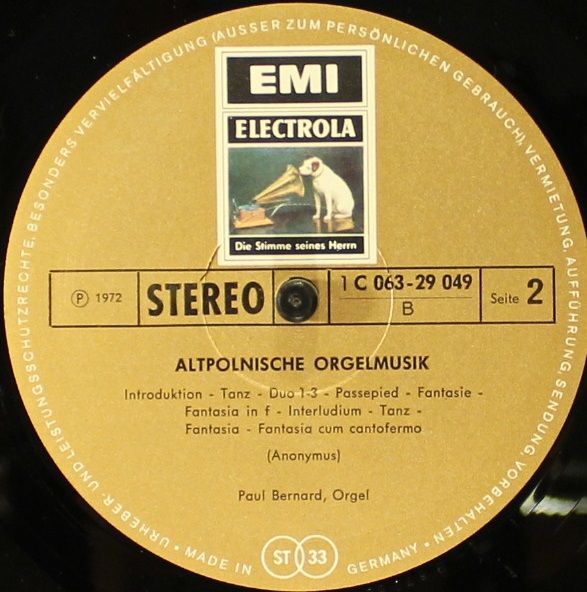 EMI
ELECTROLA
Die Stimme seines Herrn
Ⓟ 1972
STEREO
1 C 063-29 049
B
Seite 2
ALTPOLNISCHE ORGELMUSIK
Introduktion - Tanz - Duo 1-3 - Passepied - Fantasie -
Fantasia in f - Interludium - Tanz -
Fantasia - Fantasia cum cantofermo
(Anonymus)
Paul Bernard, Orgel
URHEBER- UND LEISTUNGSSCHUTZRECHTE, BESONDERS VERVIELFÄLTIGUNG (AUSSER ZUM PERSÖNLICHEN GEBRAUCH), VERMIETUNG, AUFFÜHRUNG, SENDUNG, VORBEHALTEN •
• MADE IN GERMANY •
ST 33